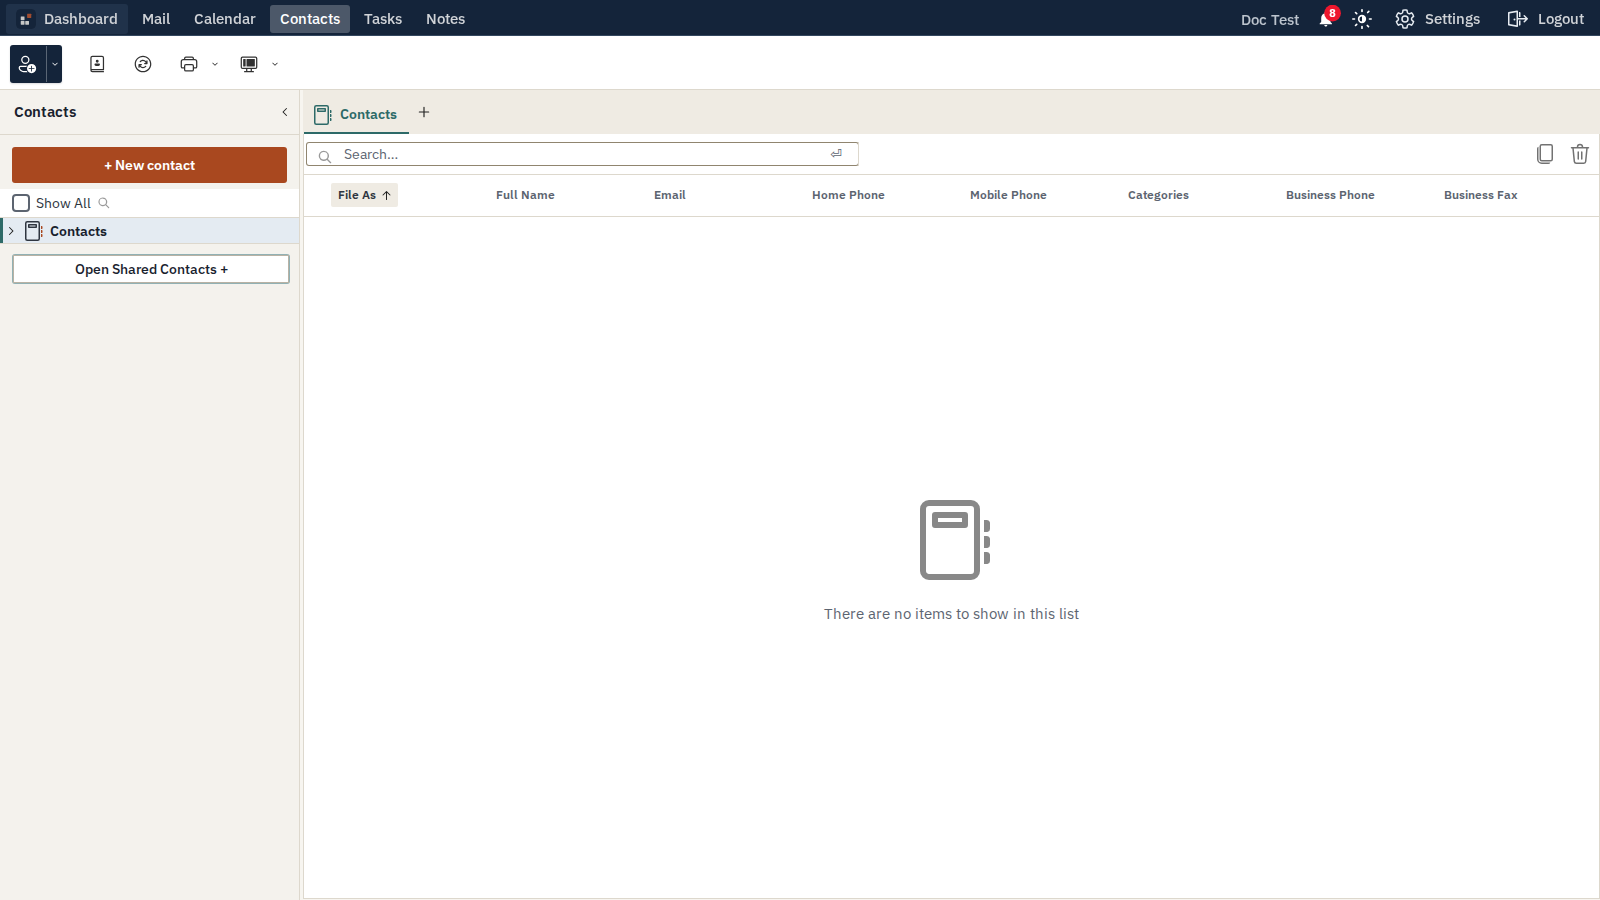 Dashboard
Mail
Calendar
Contacts
Tasks
Notes
Doc Test
8
Settings
Logout
Contacts
+ New contact
Show All
Contacts
Open Shared Contacts +
Contacts
Search...
File As
Full Name
Email
Home Phone
Mobile Phone
Categories
Business Phone
Business Fax
There are no items to show in this list